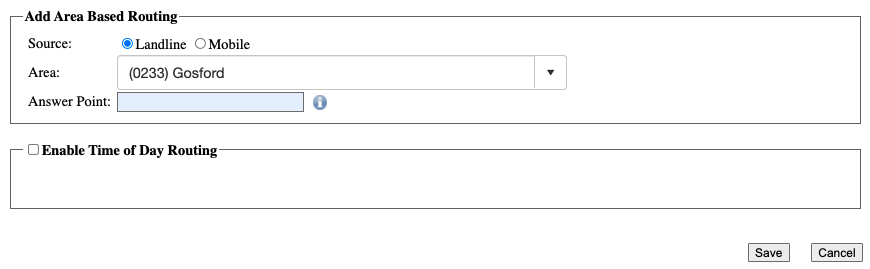 Add Area Based Routing
Source: Landline Mobile
Area: (0233) Gosford
Answer Point:
Enable Time of Day Routing
Save Cancel